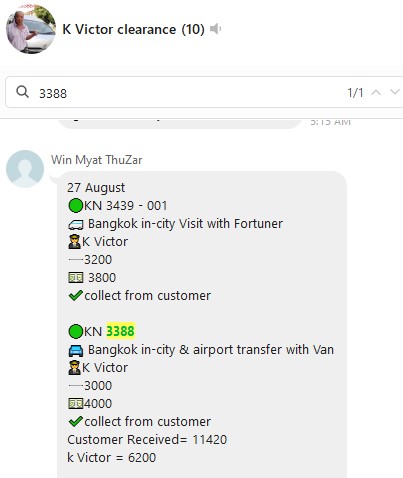 K Victor clearance (10)
3388
1/1
5:15 AM
Win Myat ThuZar
27 August
KN 3439 - 001
Bangkok in-city Visit with Fortuner
K Victor
3200
3800
collect from customer
KN 3388
Bangkok in-city & airport transfer with Van
K Victor
3000
4000
collect from customer
Customer Received= 11420
k Victor = 6200